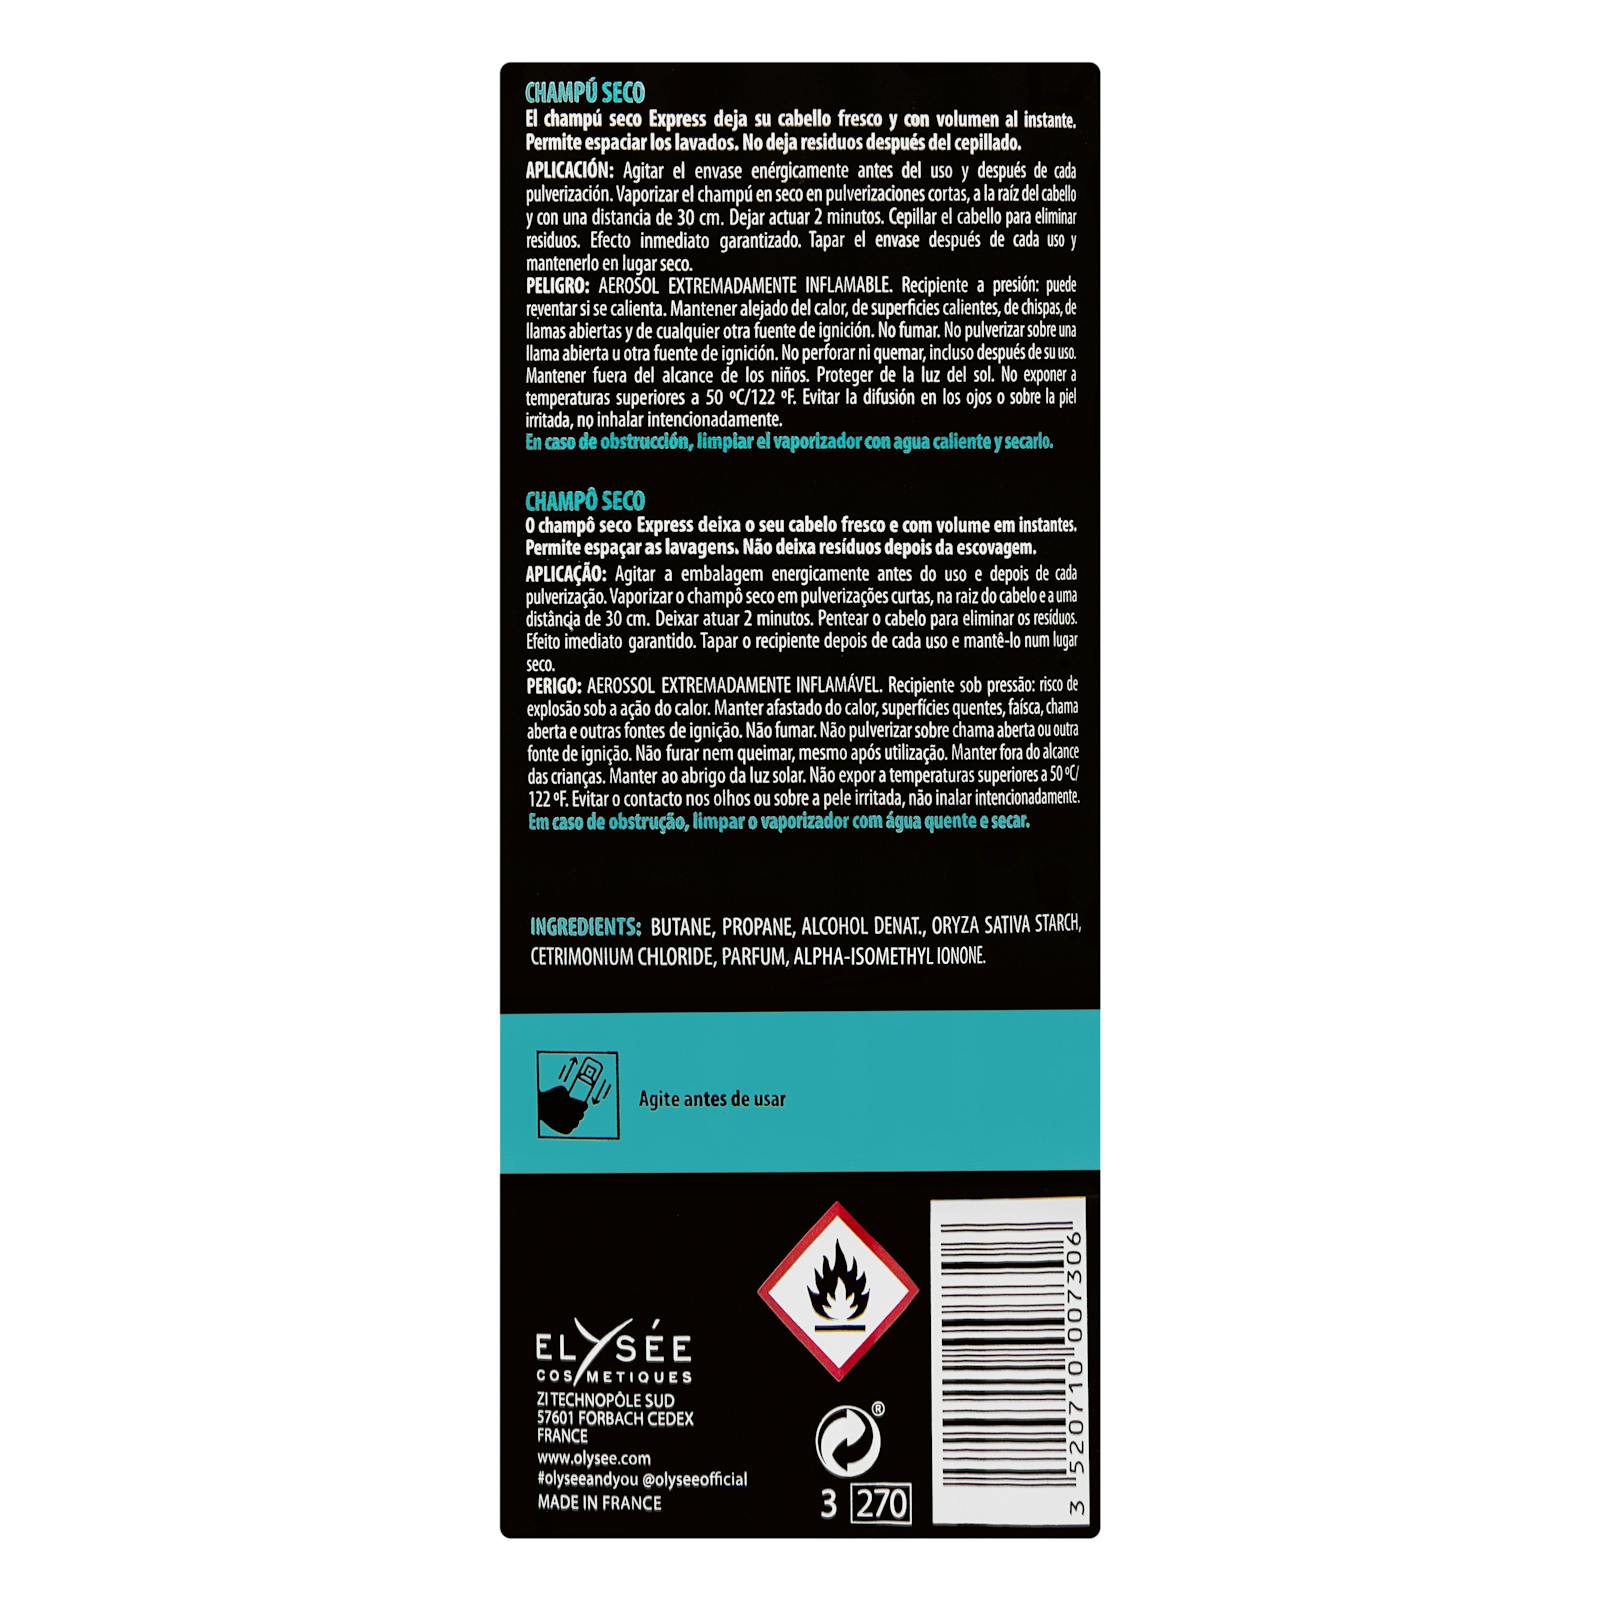 CHAMPÚ SECO
El champú seco Express deja su cabello fresco y con volumen al instante.
Permite espaciar los lavados. No deja residuos después del cepillado.
APLICACIÓN: Agitar el envase enérgicamente antes del uso y después de cada
pulverización. Vaporizar el champú en seco en pulverizaciones cortas, a la raíz del cabello
y con una distancia de 30 cm. Dejar actuar 2 minutos. Cepillar el cabello para eliminar
residuos. Efecto inmediato garantizado. Tapar el envase después de cada uso y
mantenerlo en lugar seco.
PELIGRO: AEROSOL EXTREMADAMENTE INFLAMABLE. Recipiente a presión: puede
reventar si se calienta. Mantener alejado del calor, de superficies calientes, de chispas, de
llamas abiertas y de cualquier otra fuente de ignición. No fumar. No pulverizar sobre una
llama abierta u otra fuente de ignición. No perforar ni quemar, incluso después de su uso.
Mantener fuera del alcance de los niños. Proteger de la luz del sol. No exponer a
temperaturas superiores a 50 ºC/122 ºF. Evitar la difusión en los ojos o sobre la piel
irritada, no inhalar intencionadamente.
En caso de obstrucción, limpiar el vaporizador con agua caliente y secarlo.
CHAMPÔ SECO
O champô seco Express deixa o seu cabelo fresco e com volume em instantes.
Permite espaçar as lavagens. Não deixa resíduos depois da escovagem.
APLICAÇÃO: Agitar a embalagem energicamente antes do uso e depois de cada
pulverização. Vaporizar o champô seco em pulverizações curtas, na raiz do cabelo e a uma
distância de 30 cm. Deixar atuar 2 minutos. Pentear o cabelo para eliminar os resíduos.
Efeito imediato garantido. Tapar o recipiente depois de cada uso e mantê-lo num lugar
seco.
PERIGO: AEROSSOL EXTREMADAMENTE INFLAMÁVEL. Recipiente sob pressão: risco de
explosão sob a ação do calor. Manter afastado do calor, superfícies quentes, faísca, chama
aberta e outras fontes de ignição. Não fumar. Não pulverizar sobre chama aberta ou outra
fonte de ignição. Não furar nem queimar, mesmo após utilização. Manter fora do alcance
das crianças. Manter ao abrigo da luz solar. Não expor a temperaturas superiores a 50 ºC/
122 ºF. Evitar o contacto nos olhos ou sobre a pele irritada, não inalar intencionadamente.
Em caso de obstrução, limpar o vaporizador com água quente e secar.
INGREDIENTS: BUTANE, PROPANE, ALCOHOL DENAT., ORYZA SATIVA STARCH,
CETRIMONIUM CHLORIDE, PARFUM, ALPHA-ISOMETHYL IONONE.
Agite antes de usar
ELYSÉE
COSMETIQUES
ZI TECHNOPÔLE SUD
57601 FORBACH CEDEX
FRANCE
www.olysee.com
#olyseeandyou @olyseeofficial
MADE IN FRANCE
®
3 270
3 520710 007306